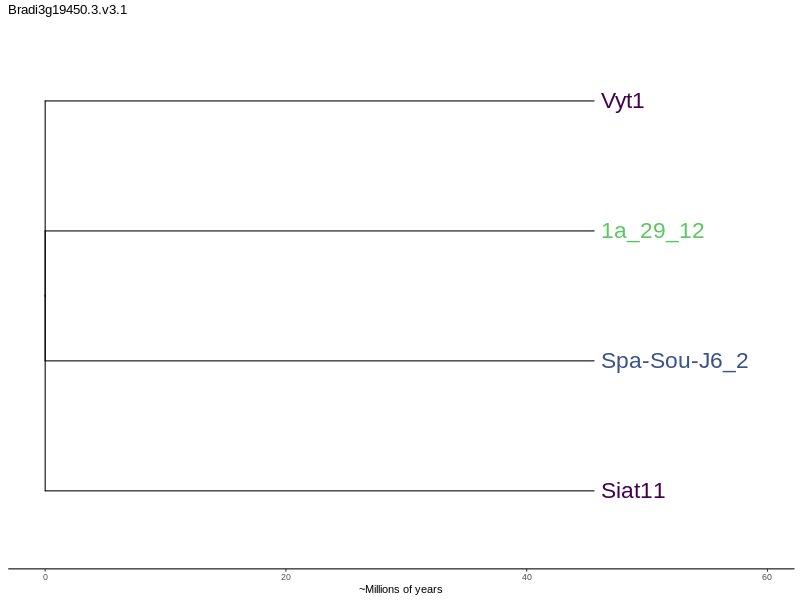 Bradi3g19450.3.v3.1
Vyt1
1a_29_12
Spa-Sou-J6_2
Siat11
0 20 40 60
~Millions of years